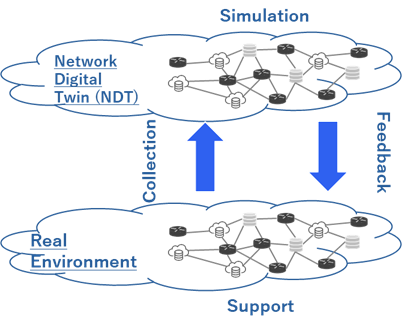 Simulation
Network
Digital
Twin (NDT)
Collection
Feedback
Real
Environment
Support